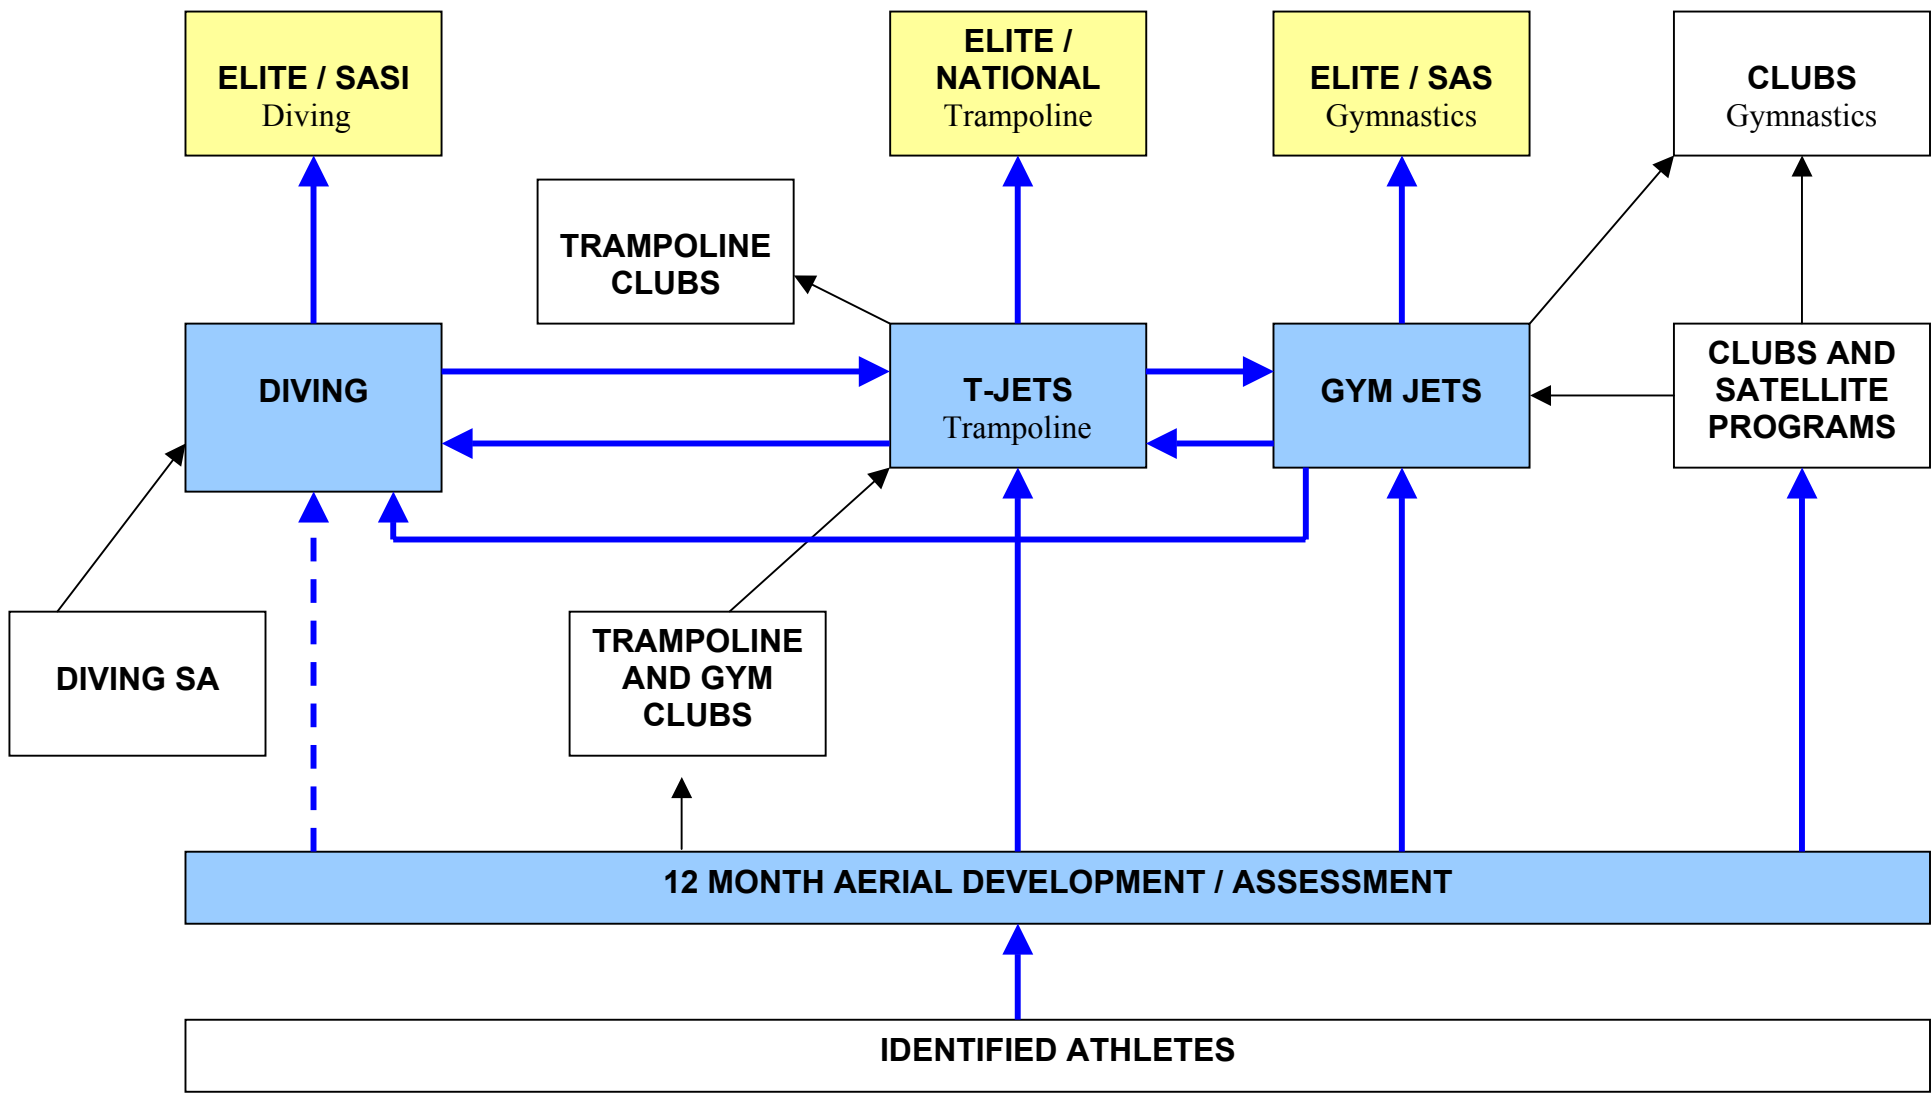 ELITE / SASI
Diving
ELITE /
NATIONAL
Trampoline
ELITE / SAS
Gymnastics
CLUBS
Gymnastics
TRAMPOLINE
CLUBS
DIVING
T-JETS
Trampoline
GYM JETS
CLUBS AND
SATELLITE
PROGRAMS
DIVING SA
TRAMPOLINE
AND GYM
CLUBS
12 MONTH AERIAL DEVELOPMENT / ASSESSMENT
IDENTIFIED ATHLETES